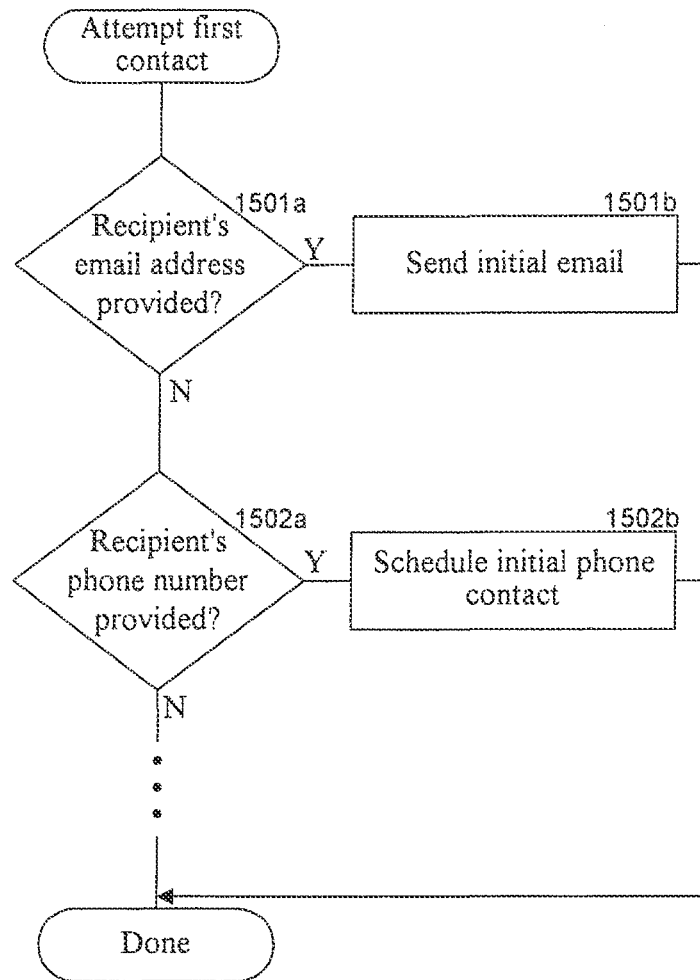 Attempt first
contact
1501a
Recipient's
email address
provided?
Y
N
1501b
Send initial email
1502a
Recipient's
phone number
provided?
Y
N
1502b
Schedule initial phone
contact
Done